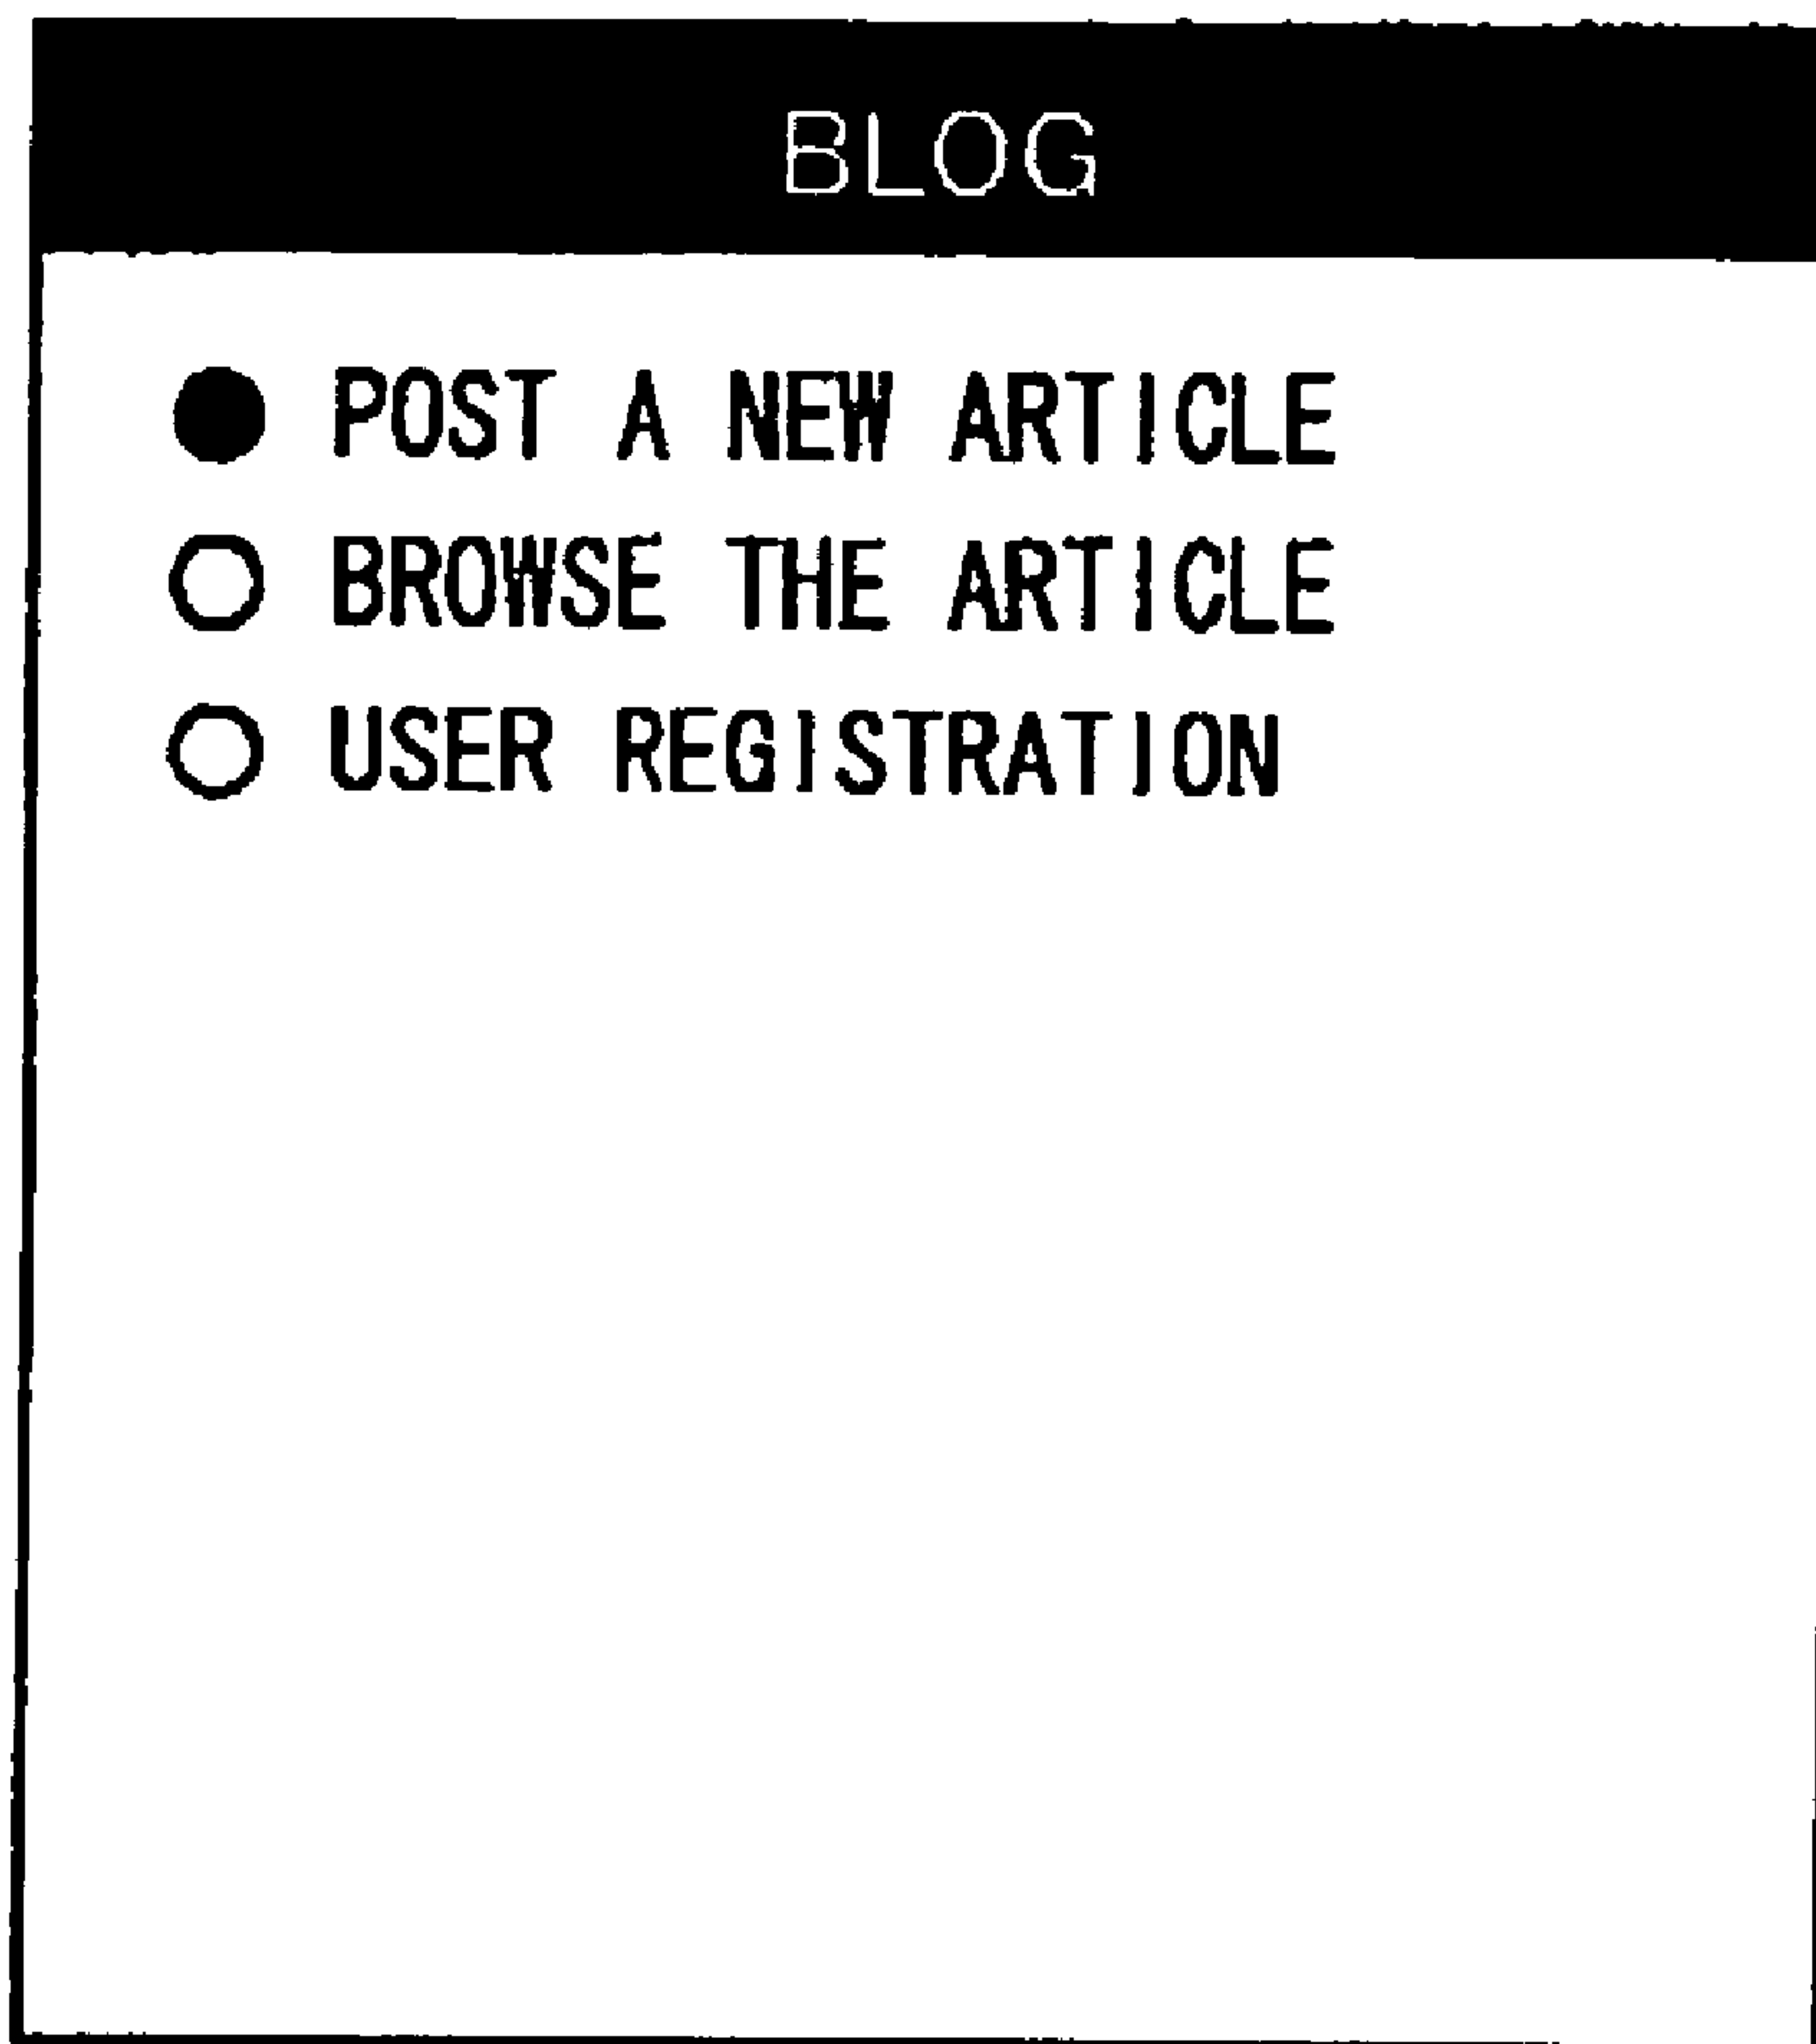 BLOG
POST A NEW ARTICLE
BROWSE THE ARTICLE
USER REGISTRATION